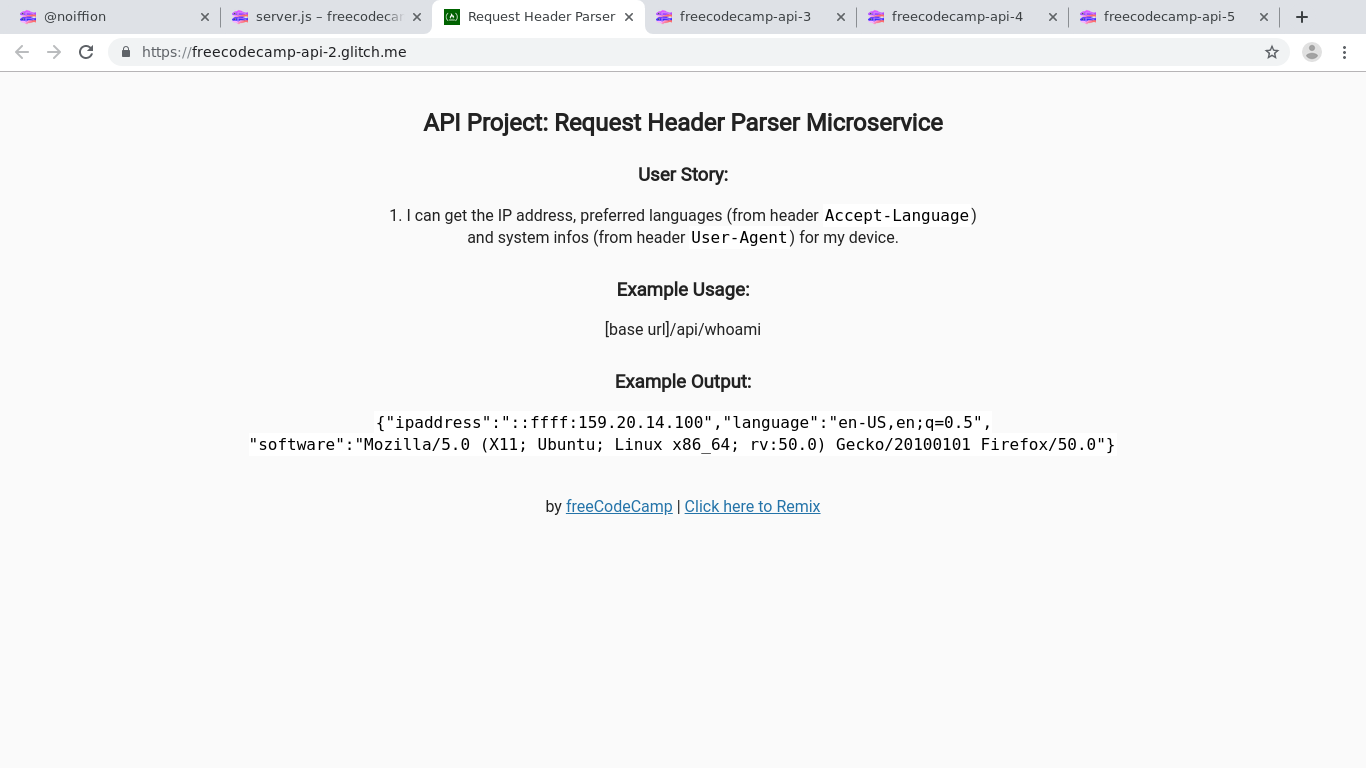 @noiffion
server.js – freecodecar
Request Header Parser
freecodecamp-api-3
freecodecamp-api-4
freecodecamp-api-5
https://freecodecamp-api-2.glitch.me
API Project: Request Header Parser Microservice
User Story:
1. I can get the IP address, preferred languages (from header Accept-Language)
and system infos (from header User-Agent) for my device.
Example Usage:
[base url]/api/whoami
Example Output:
{"ipaddress":"::ffff:159.20.14.100","language":"en-US,en;q=0.5",
"software":"Mozilla/5.0 (X11; Ubuntu; Linux x86_64; rv:50.0) Gecko/20100101 Firefox/50.0"}
by freeCodeCamp | Click here to Remix